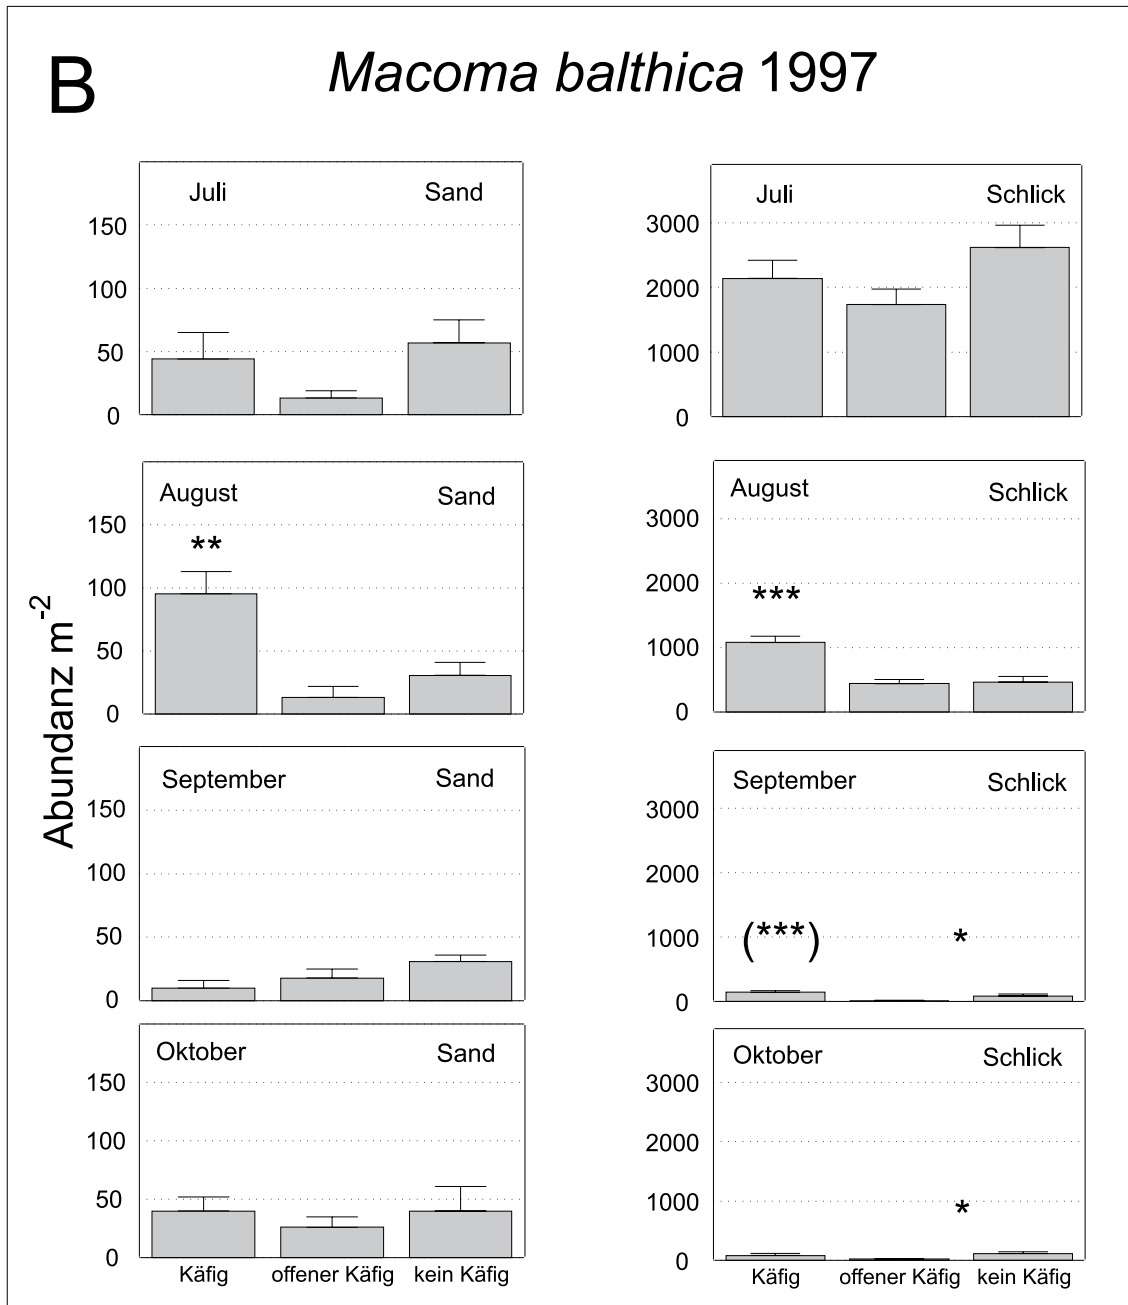 B
Macoma balthica 1997
Abundanz m⁻²
Juli Sand
150
100
50
0
Juli Schlick
3000
2000
1000
0
August Sand
150
**
100
50
0
August Schlick
3000
2000
***
1000
0
September Sand
150
100
50
0
September Schlick
3000
2000
1000
(***) *
0
Oktober Sand
150
100
50
0
Käfig offener Käfig kein Käfig
Oktober Schlick
3000
2000
1000
*
0
Käfig offener Käfig kein Käfig